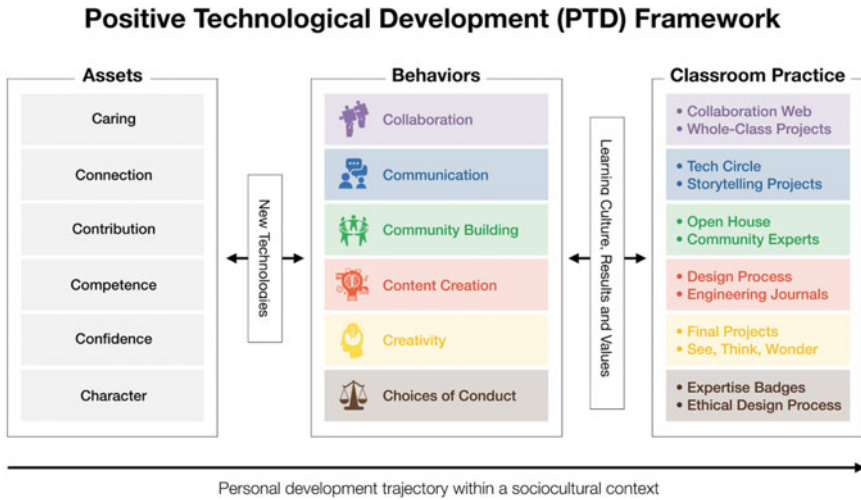 Positive Technological Development (PTD) Framework
Assets
Caring
Connection
Contribution
Competence
Confidence
Character
New Technologies
Behaviors
Collaboration
Communication
Community Building
Content Creation
Creativity
Choices of Conduct
Learning Culture, Results and Values
Classroom Practice
• Collaboration Web
• Whole-Class Projects
• Tech Circle
• Storytelling Projects
• Open House
• Community Experts
• Design Process
• Engineering Journals
• Final Projects
• See, Think, Wonder
• Expertise Badges
• Ethical Design Process
Personal development trajectory within a sociocultural context